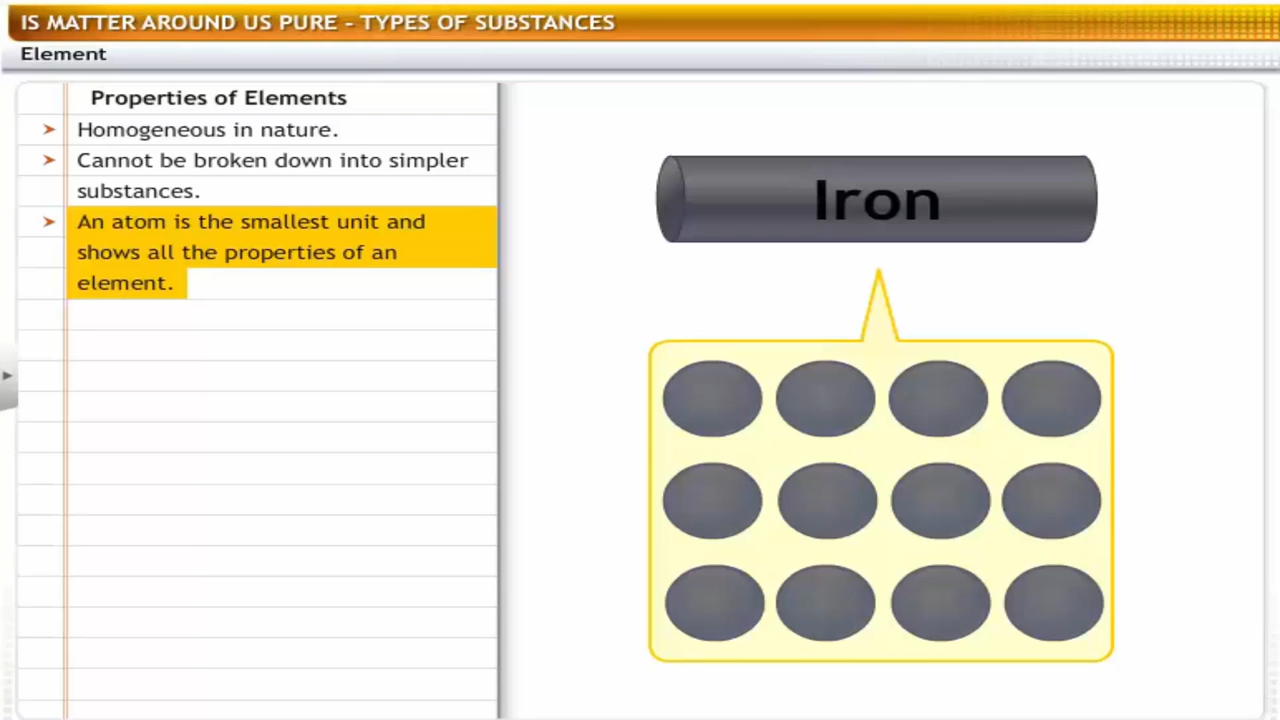 IS MATTER AROUND US PURE - TYPES OF SUBSTANCES
Element
Properties of Elements
Homogeneous in nature.
Cannot be broken down into simpler
substances.
An atom is the smallest unit and
shows all the properties of an
element.
Iron